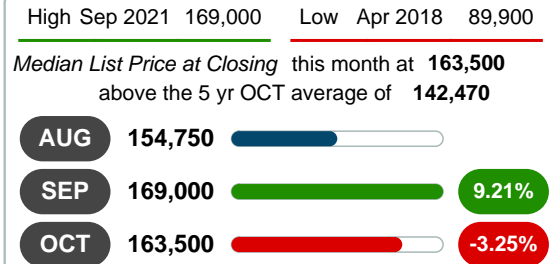 High Sep 2021 169,000 Low Apr 2018 89,900
Median List Price at Closing this month at 163,500
above the 5 yr OCT average of 142,470
AUG 154,750
SEP 169,000 9.21%
OCT 163,500 -3.25%